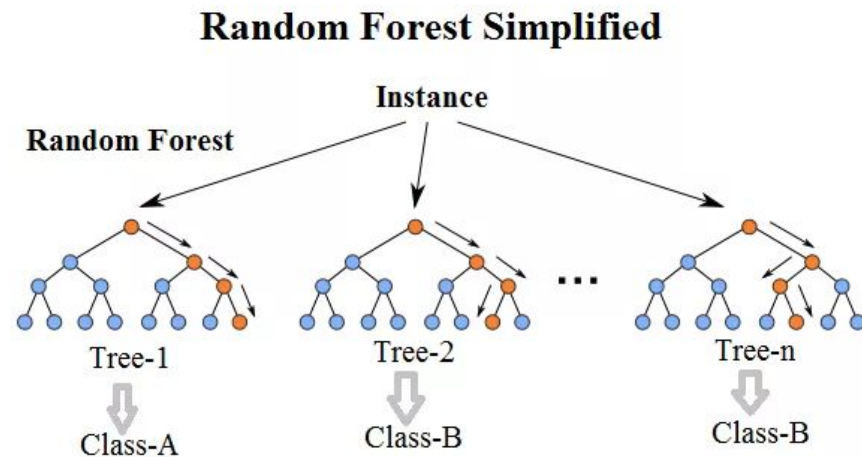 Random Forest Simplified
Instance
Random Forest
...
Tree-1
Tree-2
Tree-n
Class-A
Class-B
Class-B